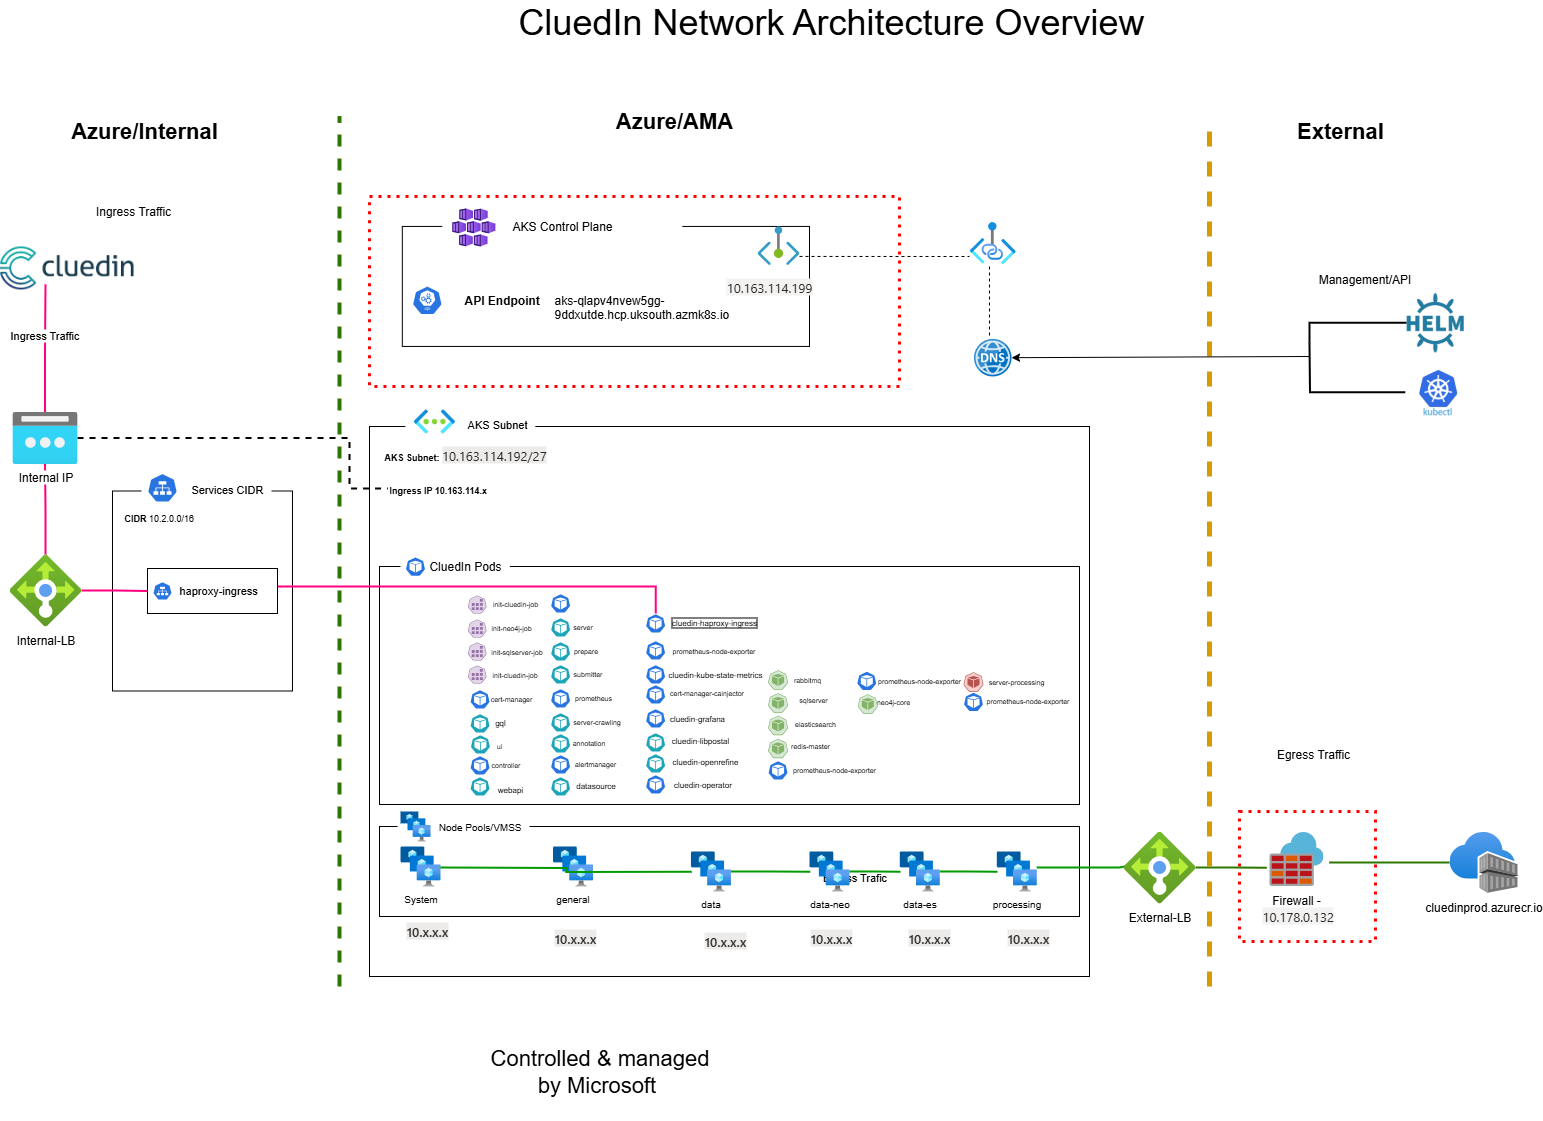 CluedIn Network Architecture Overview
Azure/Internal
Azure/AMA
External
Ingress Traffic
cluedin
Ingress Traffic
Internal IP
Services CIDR
CIDR 10.2.0.0/16
haproxy-ingress
Internal-LB
AKS Control Plane
10.163.114.199
API Endpoint
aks-qlapv4nvew5gg-
9ddxutde.hcp.uksouth.azmk8s.io
DNS
Management/API
HELM
kubectl
AKS Subnet
AKS Subnet: 10.163.114.192/27
'Ingress IP 10.163.114.x
CluedIn Pods
init-cluedin-job
init-neo4j-job
init-sqlserver-job
init-cluedin-job
cert-manager
gql
ui
controller
webapi
server
prepare
submitter
prometheus
server-crawling
annotation
alertmanager
datasource
cluedin-haproxy-ingress
prometheus-node-exporter
cluedin-kube-state-metrics
cert-manager-cainjector
cluedin-grafana
cluedin-libpostal
cluedin-openrefine
cluedin-operator
rabbitmq
sqlserver
elasticsearch
redis-master
prometheus-node-exporter
prometheus-node-exporter
neo4j-core
server-processing
prometheus-node-exporter
Node Pools/VMSS
System
general
data
data-neo
data-es
processing
Trafic
10.x.x.x
10.x.x.x
10.x.x.x
10.x.x.x
10.x.x.x
10.x.x.x
External-LB
Egress Traffic
Firewall -
10.178.0.132
cluedinprod.azurecr.io
Controlled & managed
by Microsoft